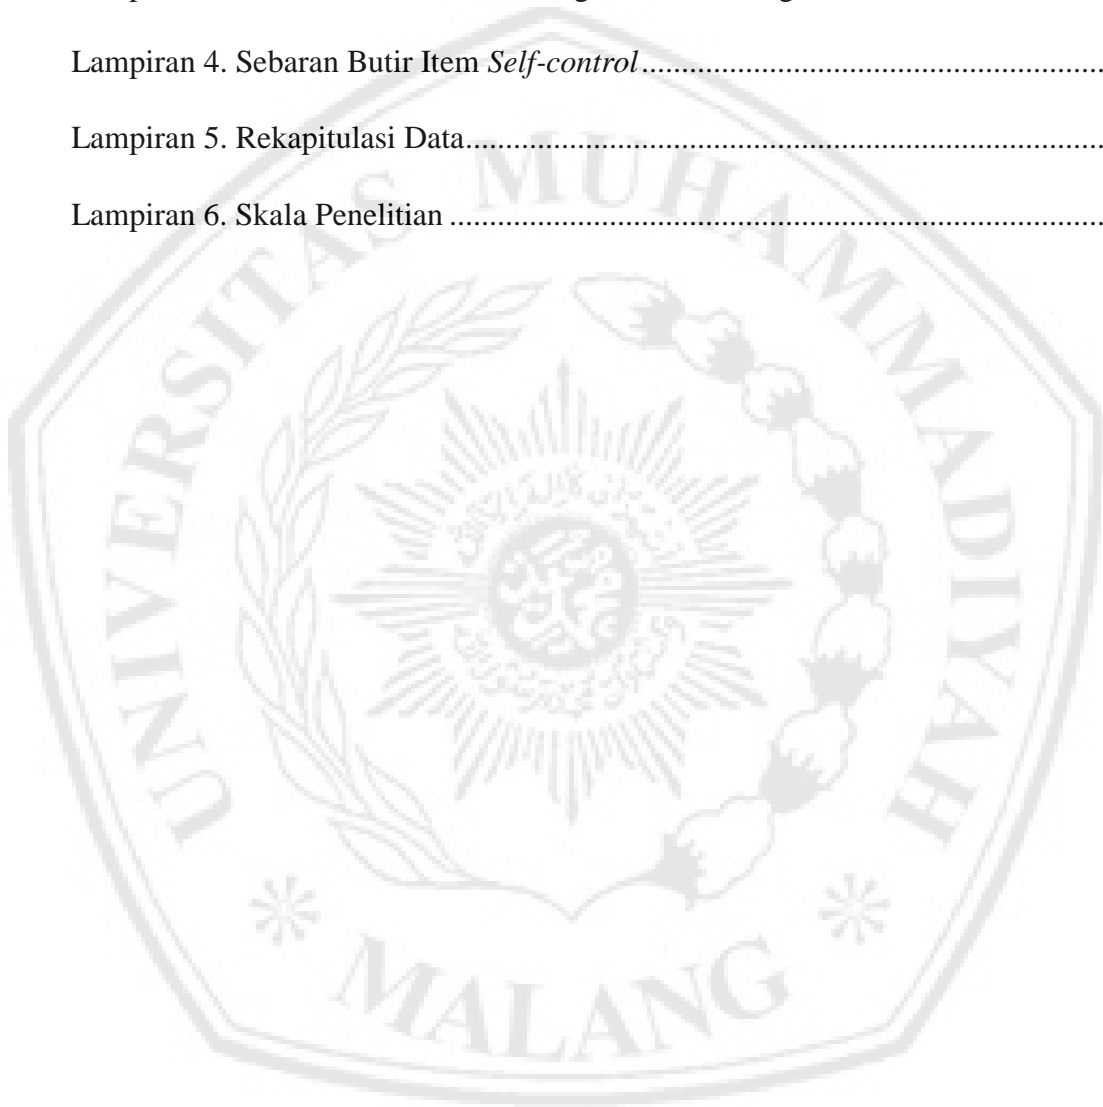 Lampiran 4. Sebaran Butir Item Self-control....................................................
Lampiran 5. Rekapitulasi Data....................................................
Lampiran 6. Skala Penelitian ....................................................
UNIVERSITAS MUHAMMADIYAH
MALANG